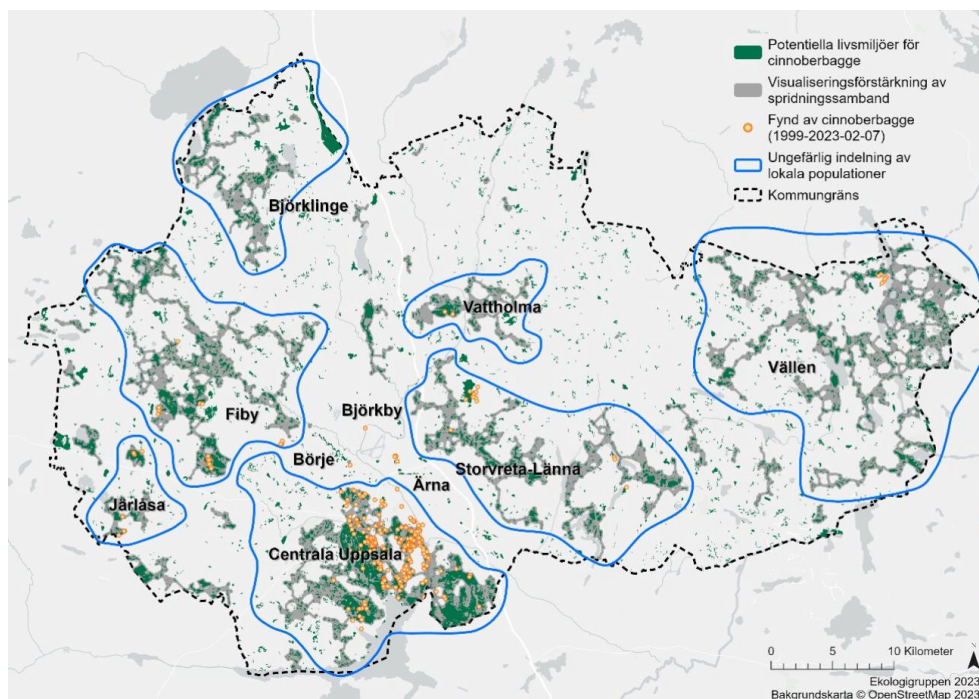 Potentiella livsmiljöer för
cinnoberbagge
Visualiseringsförstärkning av
spridningssamband
Fynd av cinnoberbagge
(1999-2023-02-07)
Ungefärlig indelning av
lokala populationer
Kommungräns
Björklinge
Vattholma
Vällen
Fiby
Björkby
Börje
Storvreta-Länna
Ärna
Järlåsa
Centrala Uppsala
0 5 10 Kilometer
Ekologigruppen 2023
Bakgrundskarta © OpenStreetMap 2023